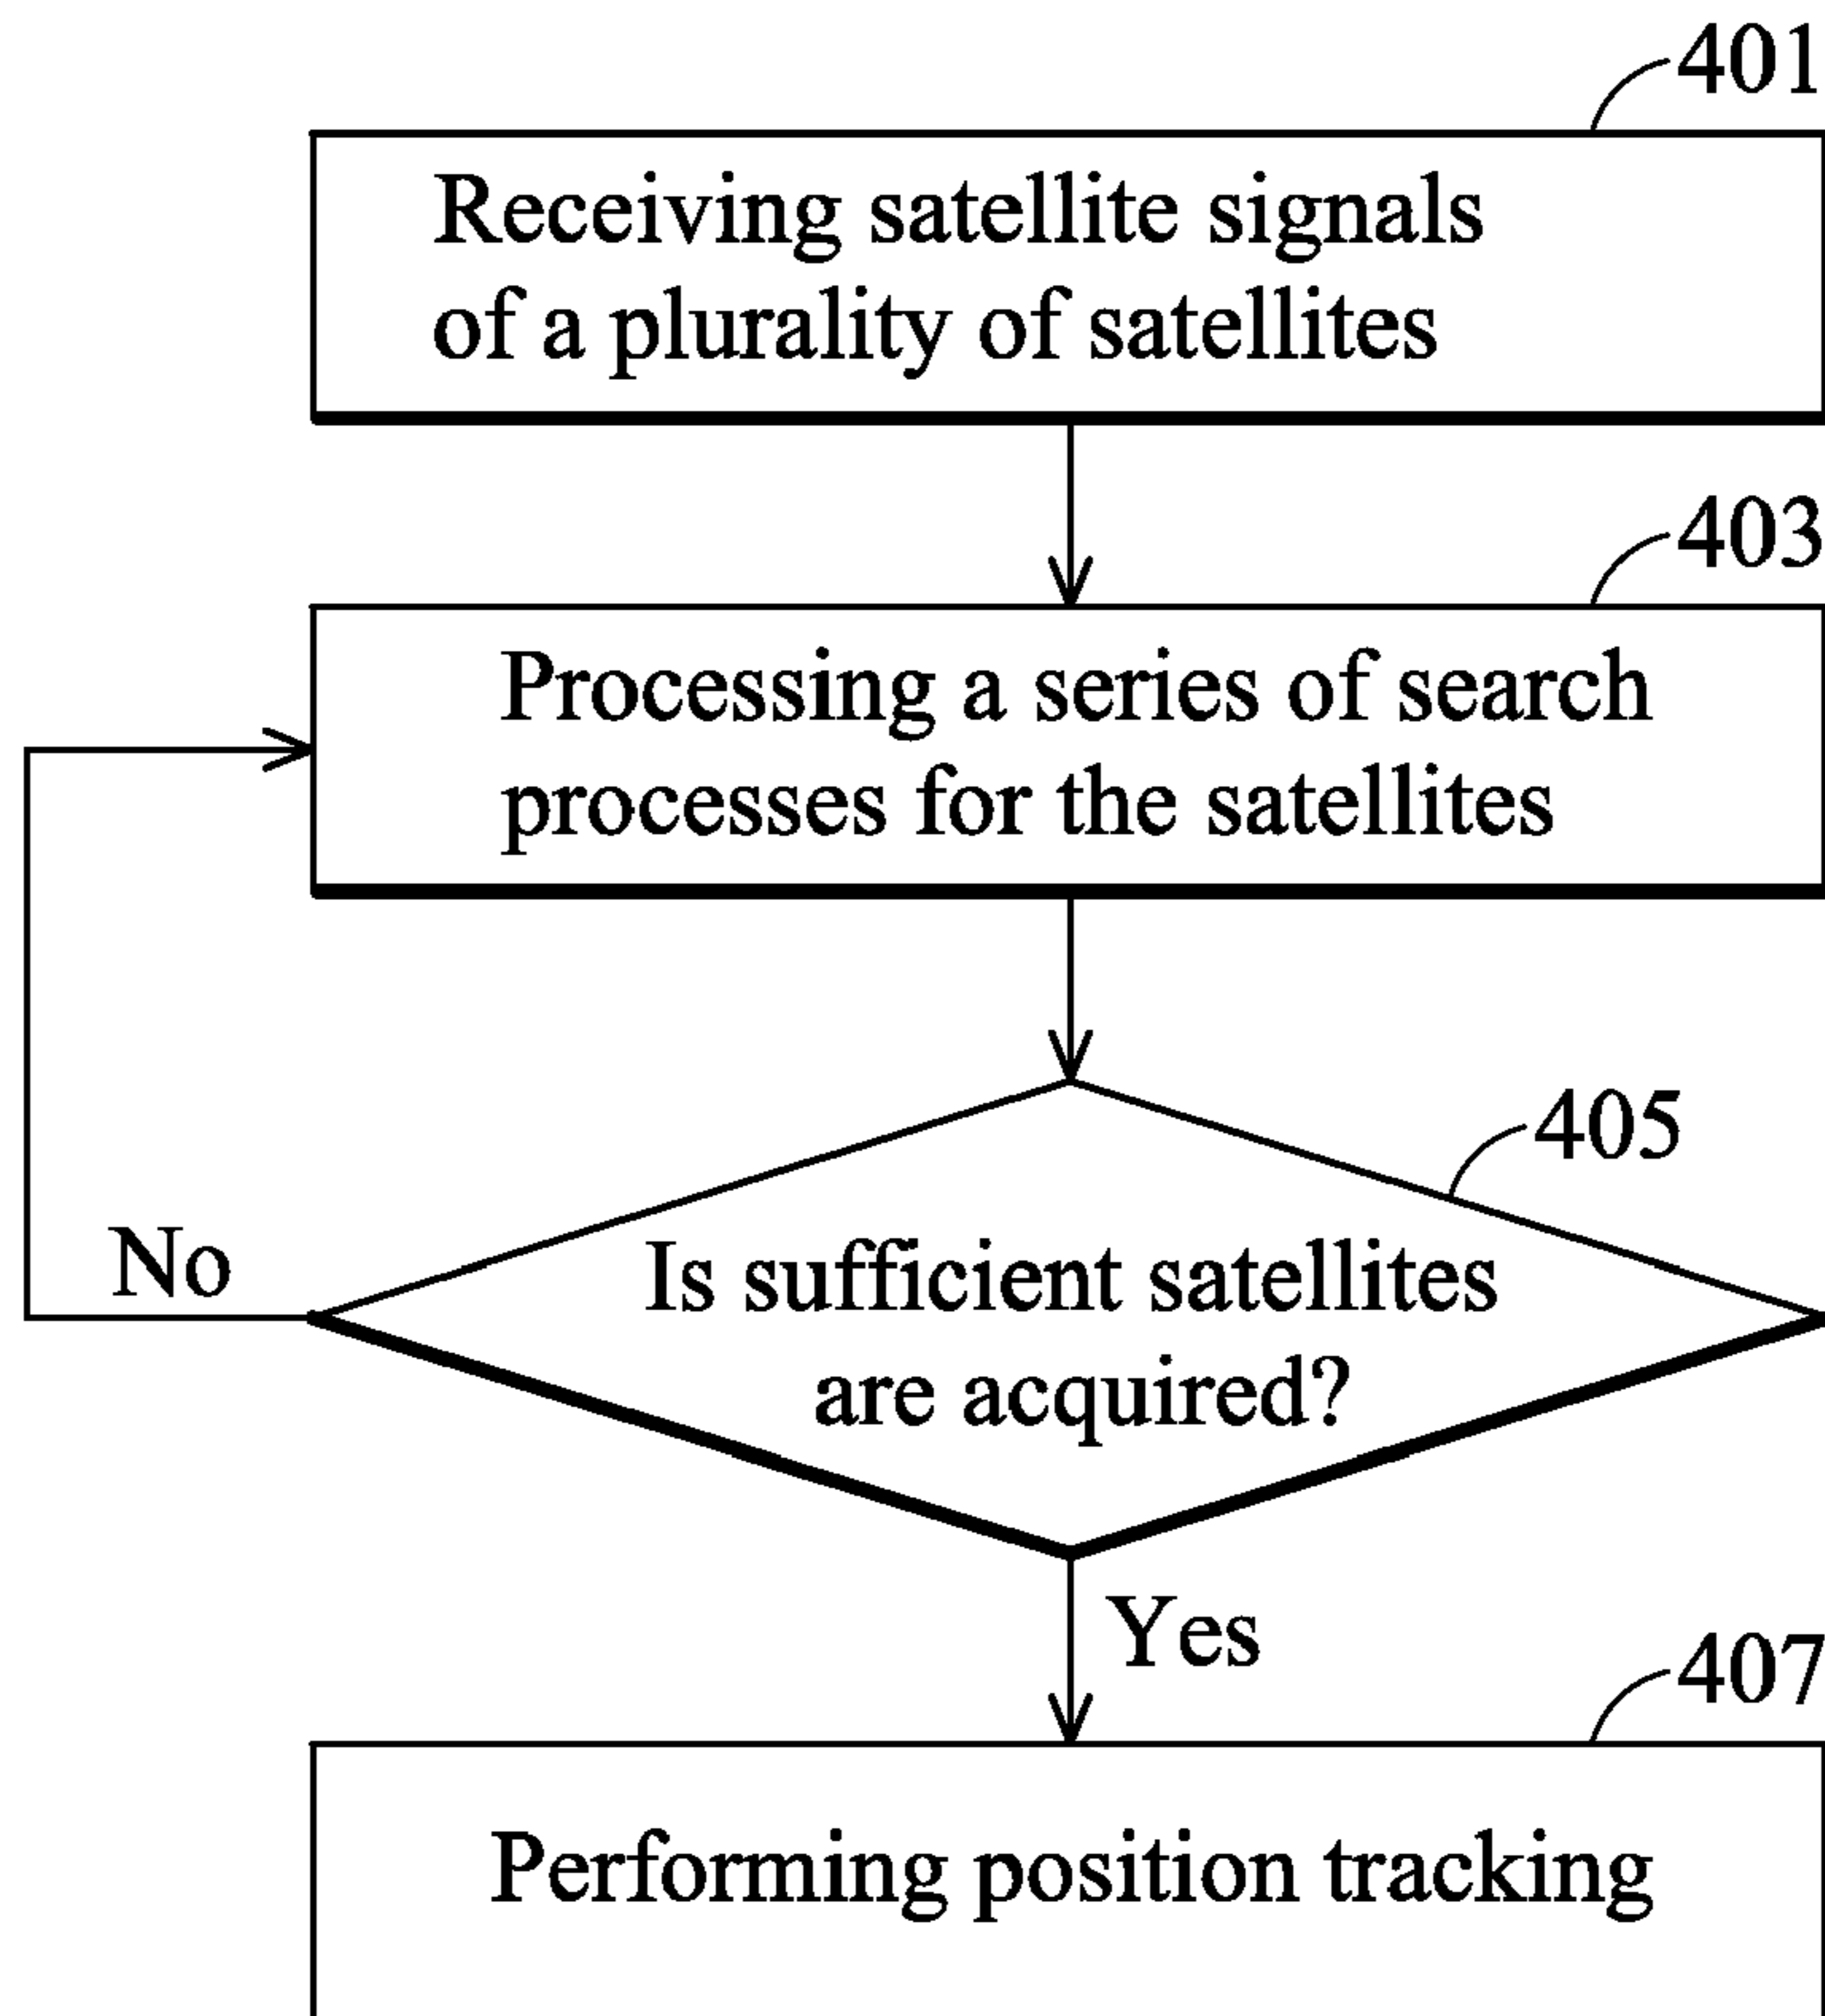 401
Receiving satellite signals
of a plurality of satellites
403
Processing a series of search
processes for the satellites
405
Is sufficient satellites
are acquired?
No
Yes
407
Performing position tracking